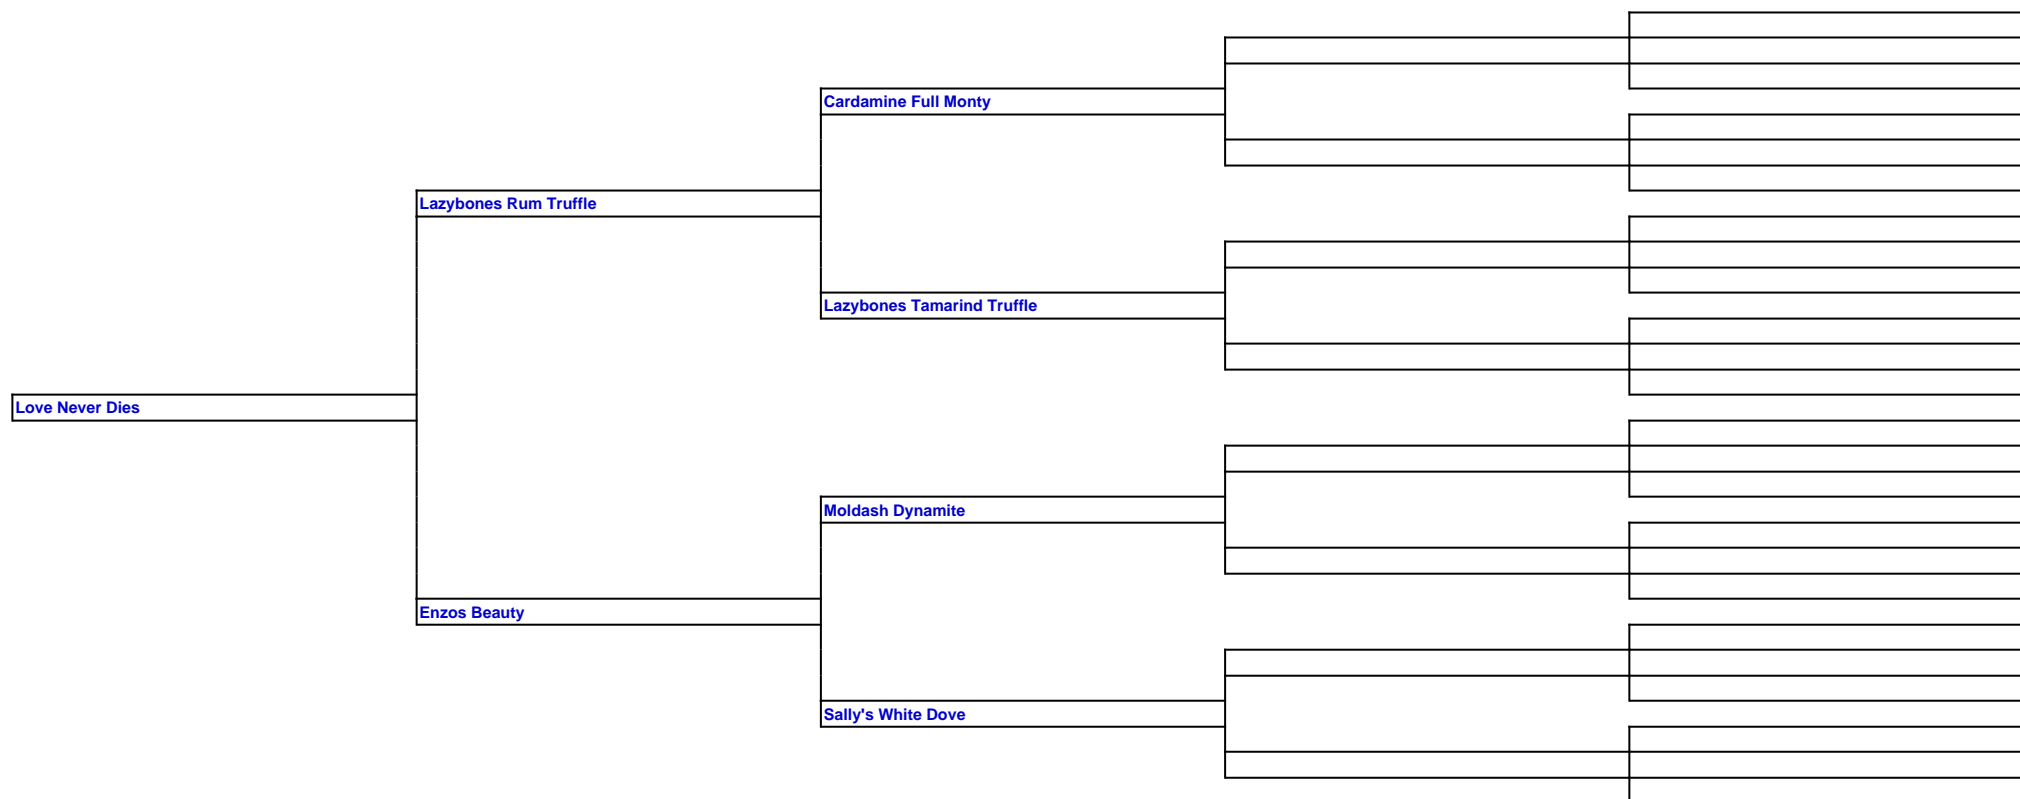 Cardamine Full Monty
Lazybones Rum Truffle
Lazybones Tamarind Truffle
Love Never Dies
Moldash Dynamite
Enzos Beauty
Sally's White Dove